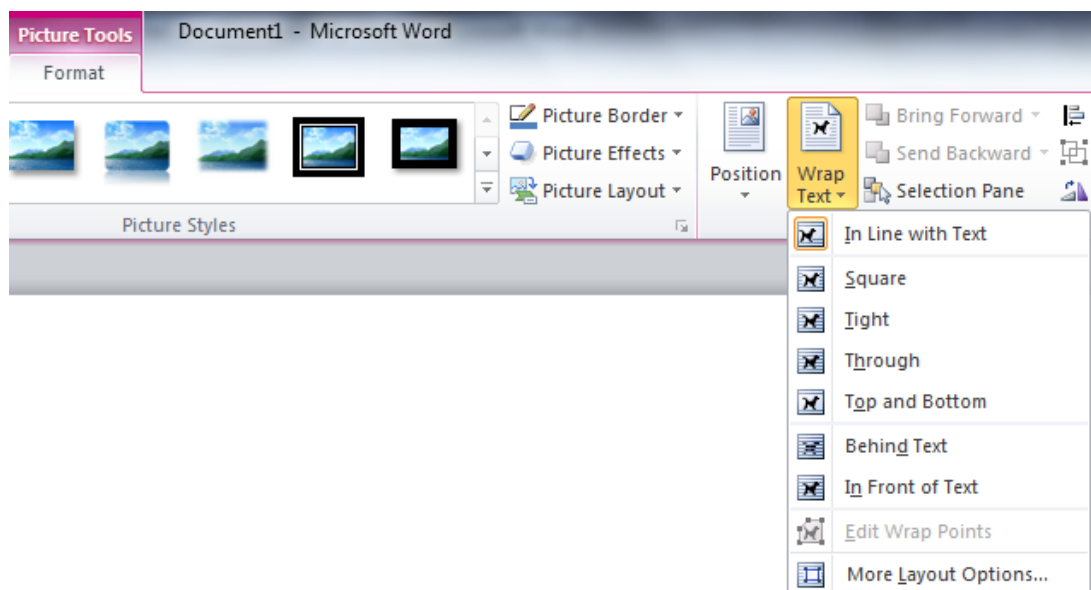 Picture Tools
Document1 - Microsoft Word
Format
Picture Border
Picture Effects
Picture Layout
Picture Styles
Position
Wrap
Text
Bring Forward
Send Backward
Selection Pane
In Line with Text
Square
Tight
Through
Top and Bottom
Behind Text
In Front of Text
Edit Wrap Points
More Layout Options...